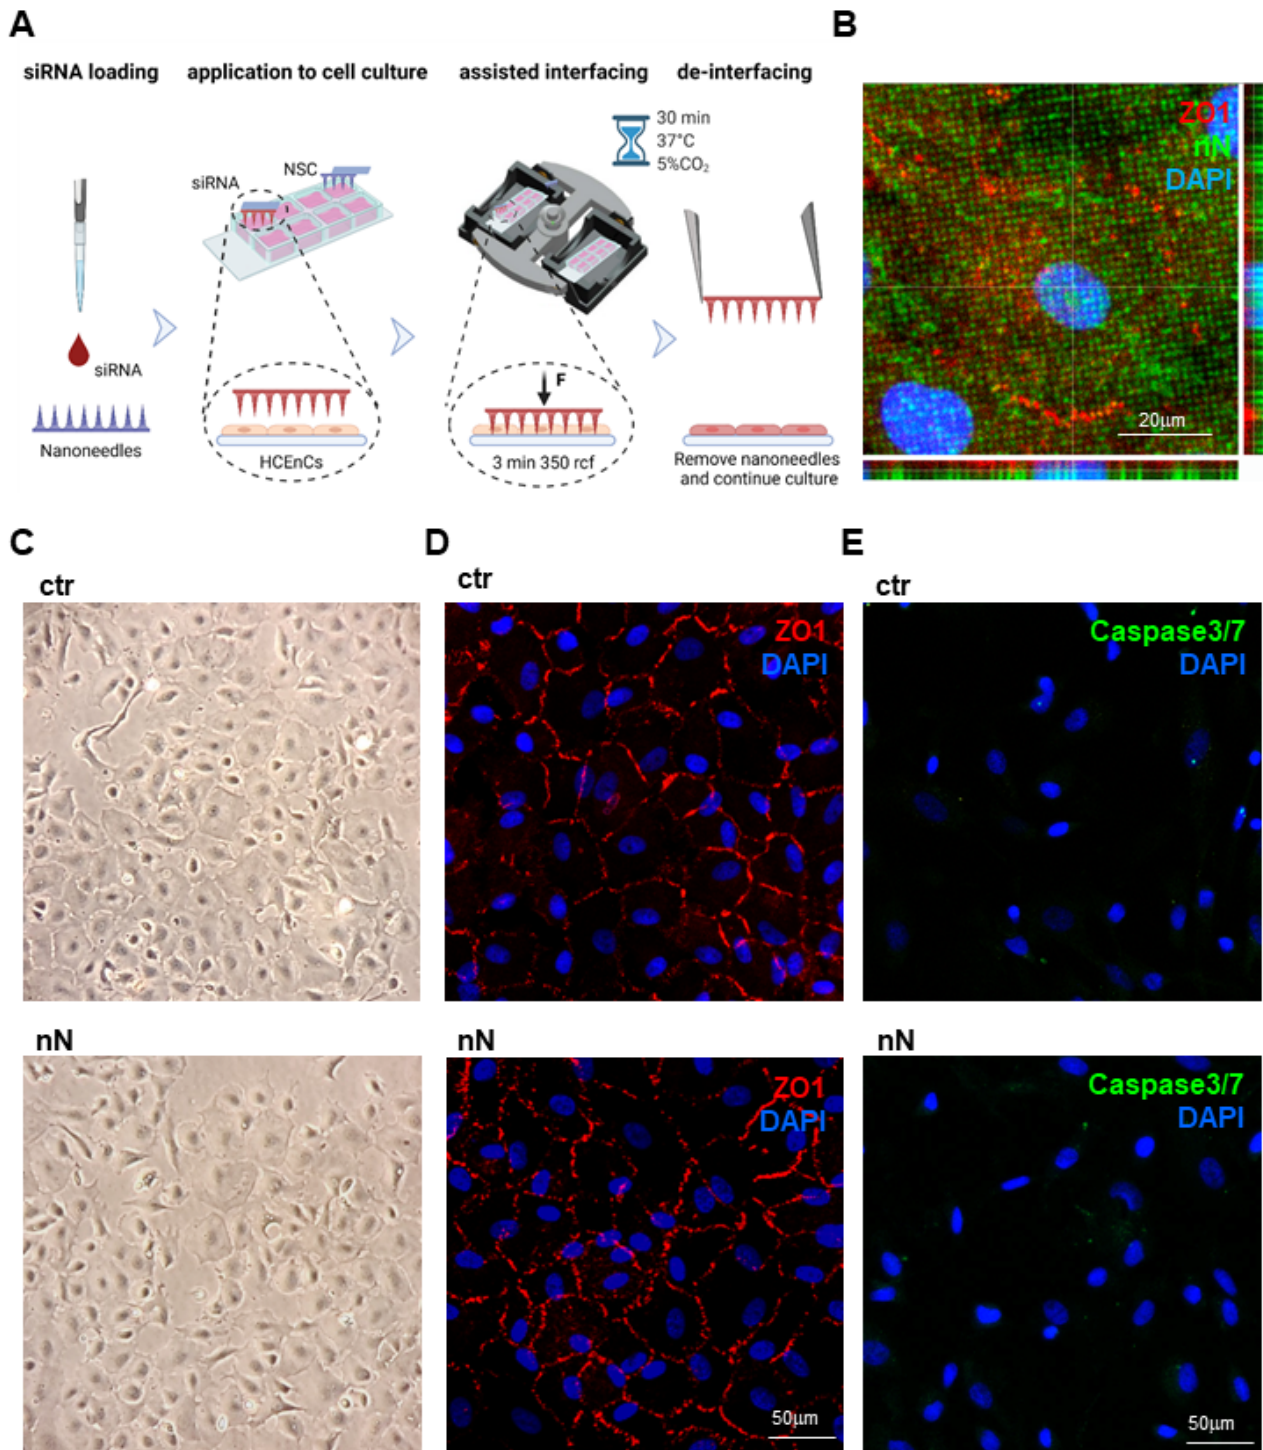 A
siRNA loading
application to cell culture
assisted interfacing
de-interfacing
30 min
37°C
5%CO₂
NSC
siRNA
siRNA
F
Nanoneedles
HCEnCs
3 min 350 rcf
Remove nanoneedles
and continue culture
B
ZO1
nN
DAPI
20μm
C
ctr
nN
D
ctr
ZO1
DAPI
nN
ZO1
DAPI
50μm
E
ctr
Caspase3/7
DAPI
nN
Caspase3/7
DAPI
50μm